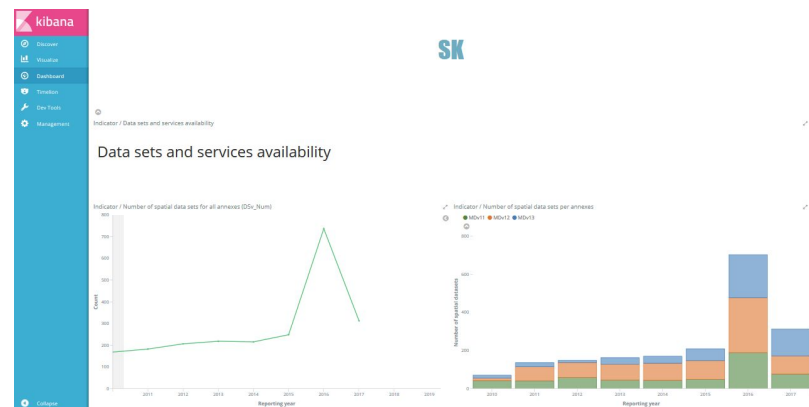 kibana
Discover
Visualize
Dashboard
Timelion
Dev Tools
Management
Collapse
SK
Indicator / Data sets and services availability
Data sets and services availability
Indicator / Number of spatial data sets for all annexes (DSv_Num)
Count
800
700
600
500
400
300
200
100
0
2011 2012 2013 2014 2015 2016 2017 2018 2019
Reporting year
Indicator / Number of spatial data sets per annexes
MDv11 MDv12 MDv13
Number of spatial datasets
800
600
400
200
0
2010 2011 2012 2013 2014 2015 2016 2017
Reporting year